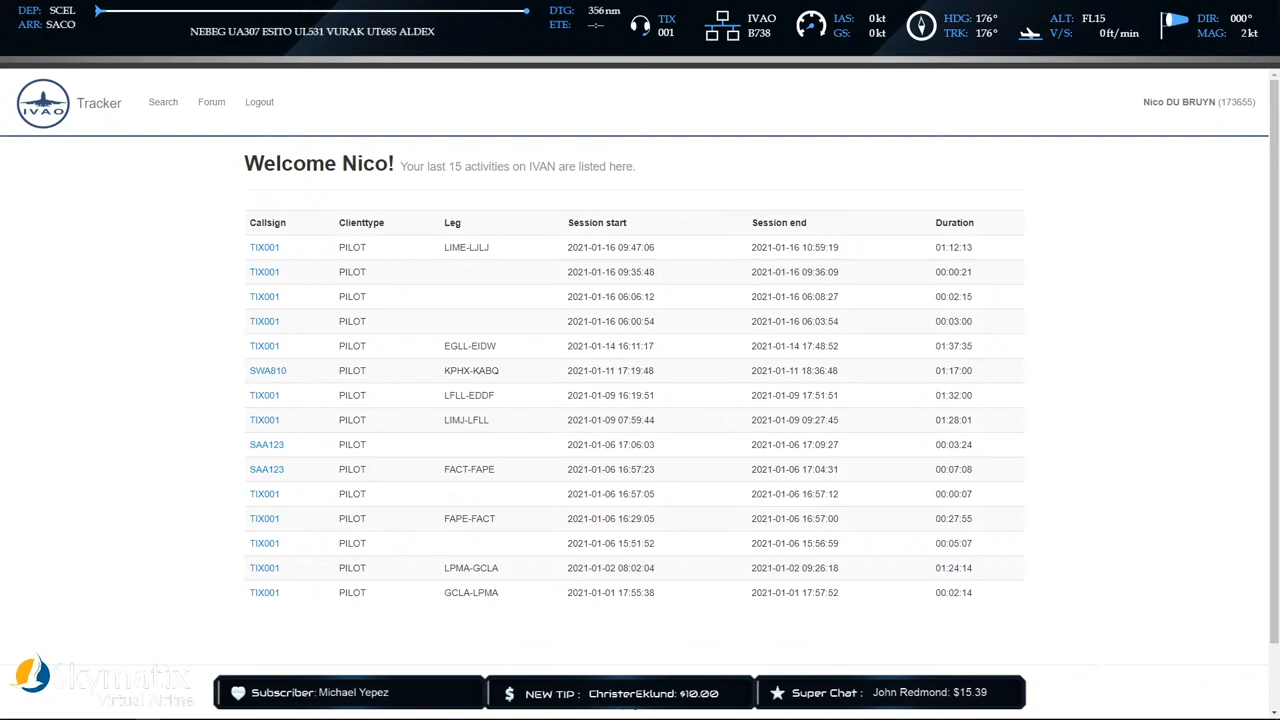 DEP: SCEL
ARR: SACO
NEBEG UA307 ESITO UL531 VURAK UT685 ALDEX
DTG: 356 nm
ETE: --:--
TIX
001
IVAO
B738
IAS: 0 kt
GS: 0 kt
HDG: 176°
TRK: 176°
ALT: FL15
V/S: 0 ft/min
DIR: 000°
MAG: 2 kt
IVAO Tracker Search Forum Logout Nico DU BRUYN (173655)
Welcome Nico! Your last 15 activities on IVAN are listed here.
Callsign Clienttype Leg Session start Session end Duration
TIX001 PILOT LIME-LJLJ 2021-01-16 09:47:06 2021-01-16 10:59:19 01:12:13
TIX001 PILOT 2021-01-16 09:35:48 2021-01-16 09:36:09 00:00:21
TIX001 PILOT 2021-01-16 06:06:12 2021-01-16 06:08:27 00:02:15
TIX001 PILOT 2021-01-16 06:00:54 2021-01-16 06:03:54 00:03:00
TIX001 PILOT EGLL-EIDW 2021-01-14 16:11:17 2021-01-14 17:48:52 01:37:35
SWA810 PILOT KPHX-KABQ 2021-01-11 17:19:48 2021-01-11 18:36:48 01:17:00
TIX001 PILOT LFLL-EDDF 2021-01-09 16:19:51 2021-01-09 17:51:51 01:32:00
TIX001 PILOT LIMJ-LFLL 2021-01-09 07:59:44 2021-01-09 09:27:45 01:28:01
SAA123 PILOT 2021-01-06 17:06:03 2021-01-06 17:09:27 00:03:24
SAA123 PILOT FACT-FAPE 2021-01-06 16:57:23 2021-01-06 17:04:31 00:07:08
TIX001 PILOT 2021-01-06 16:57:05 2021-01-06 16:57:12 00:00:07
TIX001 PILOT FAPE-FACT 2021-01-06 16:29:05 2021-01-06 16:57:00 00:27:55
TIX001 PILOT 2021-01-06 15:51:52 2021-01-06 15:56:59 00:05:07
TIX001 PILOT LPMA-GCLA 2021-01-02 08:02:04 2021-01-02 09:26:18 01:24:14
TIX001 PILOT GCLA-LPMA 2021-01-01 17:55:38 2021-01-01 17:57:52 00:02:14
Skymatix
Virtual Airline
Subscriber: Michael Yepez
$ NEW TIP : ChristerEklund: $10.00
Super Chat : John Redmond: $15.39